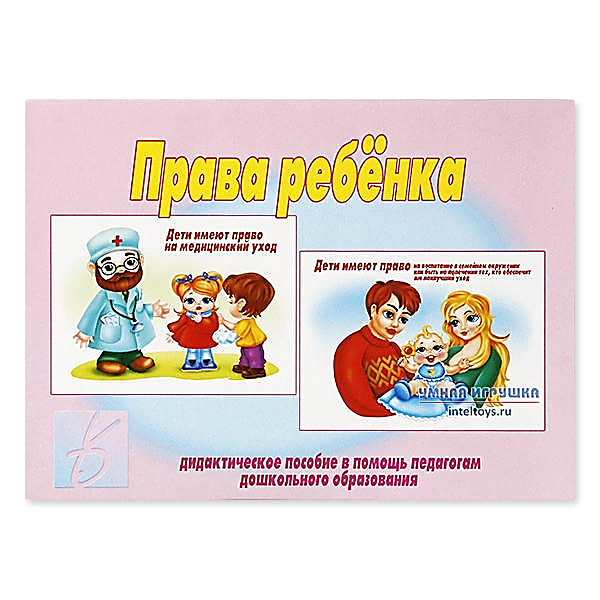 Права ребёнка
Дети имеют право
на медицинский уход
Дети имеют право на воспитание в семейном окружении
или быть на попечении тех, кто обеспечит
им наилучший уход
УМНАЯ ИГРУШКА
inteltoys.ru
дидактическое пособие в помощь педагогам
дошкольного образования